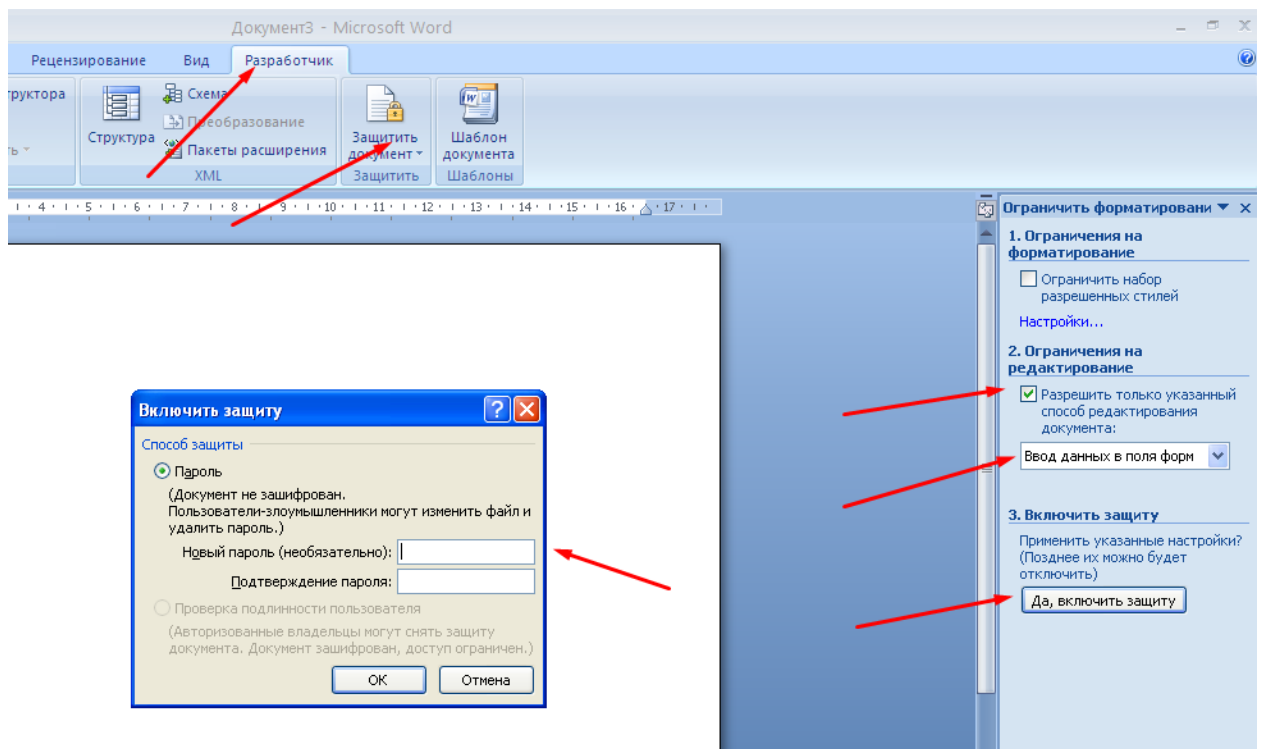 Документ3 - Microsoft Word
Рецензирование Вид Разработчик
Схема
Преобразование
Пакеты расширения
Структура
XML
Защитить
документ
Защитить
Шаблон
документа
Шаблоны
4 5 6 7 8 9 10 11 12 13 14 15 16 17
Ограничить форматировани
1. Ограничения на
форматирование
Ограничить набор
разрешенных стилей
Настройки...
2. Ограничения на
редактирование
Разрешить только указанный
способ редактирования
документа:
Ввод данных в поля форм
3. Включить защиту
Применить указанные настройки?
(Позднее их можно будет
отключить)
Да, включить защиту
Включить защиту
Способ защиты
Пароль
(Документ не зашифрован.
Пользователи-злоумышленники могут изменить файл и
удалить пароль.)
Новый пароль (необязательно):
Подтверждение пароля:
Проверка подлинности пользователя
(Авторизованные владельцы могут снять защиту
документа. Документ зашифрован, доступ ограничен.)
ОК Отмена